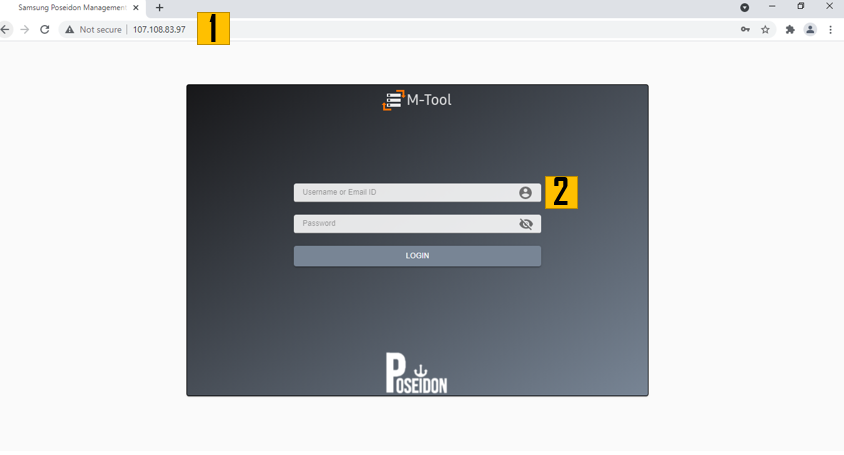 Samsung Poseidon Management
Not secure
107.108.83.97
1
M-Tool
Username or Email ID
2
Password
LOGIN
POSEIDON